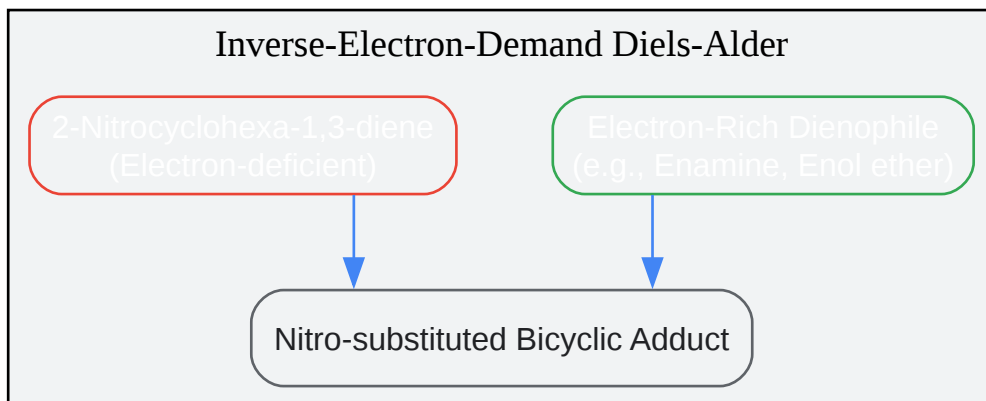 Inverse-Electron-Demand Diels-Alder
2-Nitrocyclohexa-1,3-diene
(Electron-deficient)
Electron-Rich Dienophile
(e.g., Enamine, Enol ether)
Nitro-substituted Bicyclic Adduct